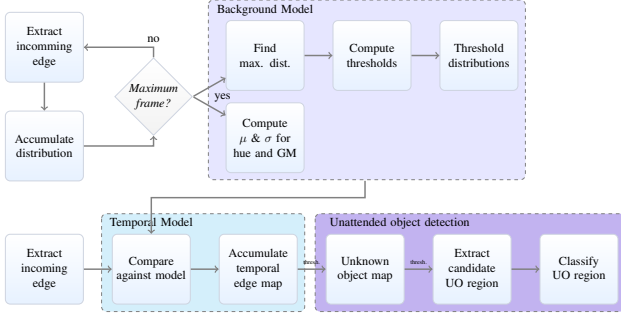 Background Model
Extract
incomming
edge
no
Maximum
frame?
yes
Accumulate
distribution
Find
max. dist.
Compute
thresholds
Threshold
distributions
Compute
μ & σ for
hue and GM
Temporal Model
Unattended object detection
Extract
incoming
edge
Compare
against model
Accumulate
temporal
edge map
thresh.
Unknown
object map
thresh.
Extract
candidate
UO region
Classify
UO region